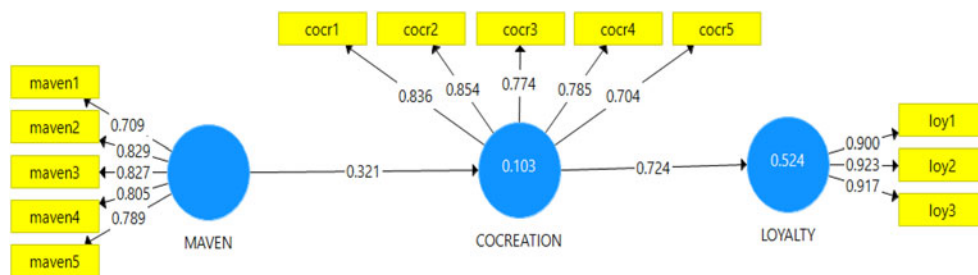 cocr1 cocr2 cocr3 cocr4 cocr5
0.836 0.854 0.774 0.785 0.704
maven1
maven2
maven3
maven4
maven5
0.709
0.829
0.827
0.805
0.789
MAVEN
0.321
0.103
COCREATION
0.724
0.524
LOYALTY
0.900
0.923
0.917
loy1
loy2
loy3